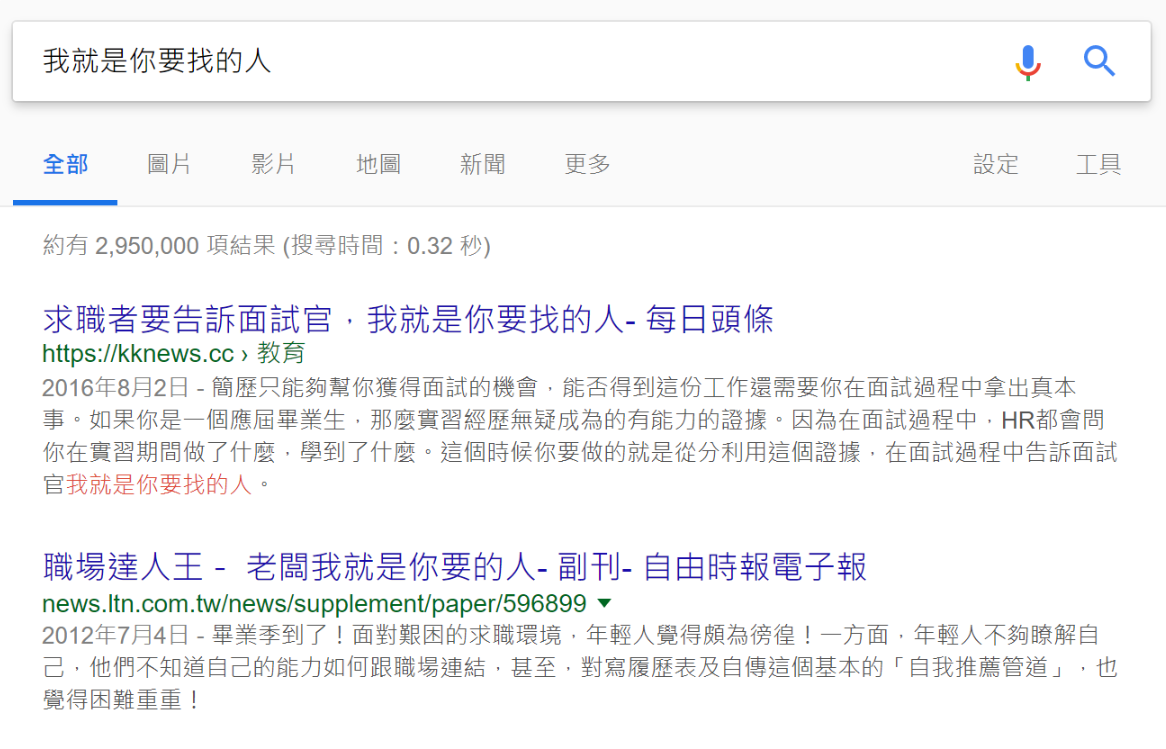 我就是你要找的人
全部 圖片 影片 地圖 新聞 更多 設定 工具
約有 2,950,000 項結果 (搜尋時間：0.32 秒)
求職者要告訴面試官，我就是你要找的人- 每日頭條
https://kknews.cc › 教育
2016年8月2日 - 簡歷只能夠幫你獲得面試的機會，能否得到這份工作還需要你在面試過程中拿出真本
事。如果你是一個應屆畢業生，那麼實習經歷無疑成為的有能力的證據。因為在面試過程中，HR都會問
你在實習期間做了什麼，學到了什麼。這個時候你要做的就是從分利用這個證據，在面試過程中告訴面試
官我就是你要找的人。
職場達人王－ 老闆我就是你要的人- 副刊- 自由時報電子報
news.ltn.com.tw/news/supplement/paper/596899 ▼
2012年7月4日 - 畢業季到了！面對艱困的求職環境，年輕人覺得頗為徬徨！一方面，年輕人不夠瞭解自
己，他們不知道自己的能力如何跟職場連結，甚至，對寫履歷表及自傳這個基本的「自我推薦管道」，也
覺得困難重重！